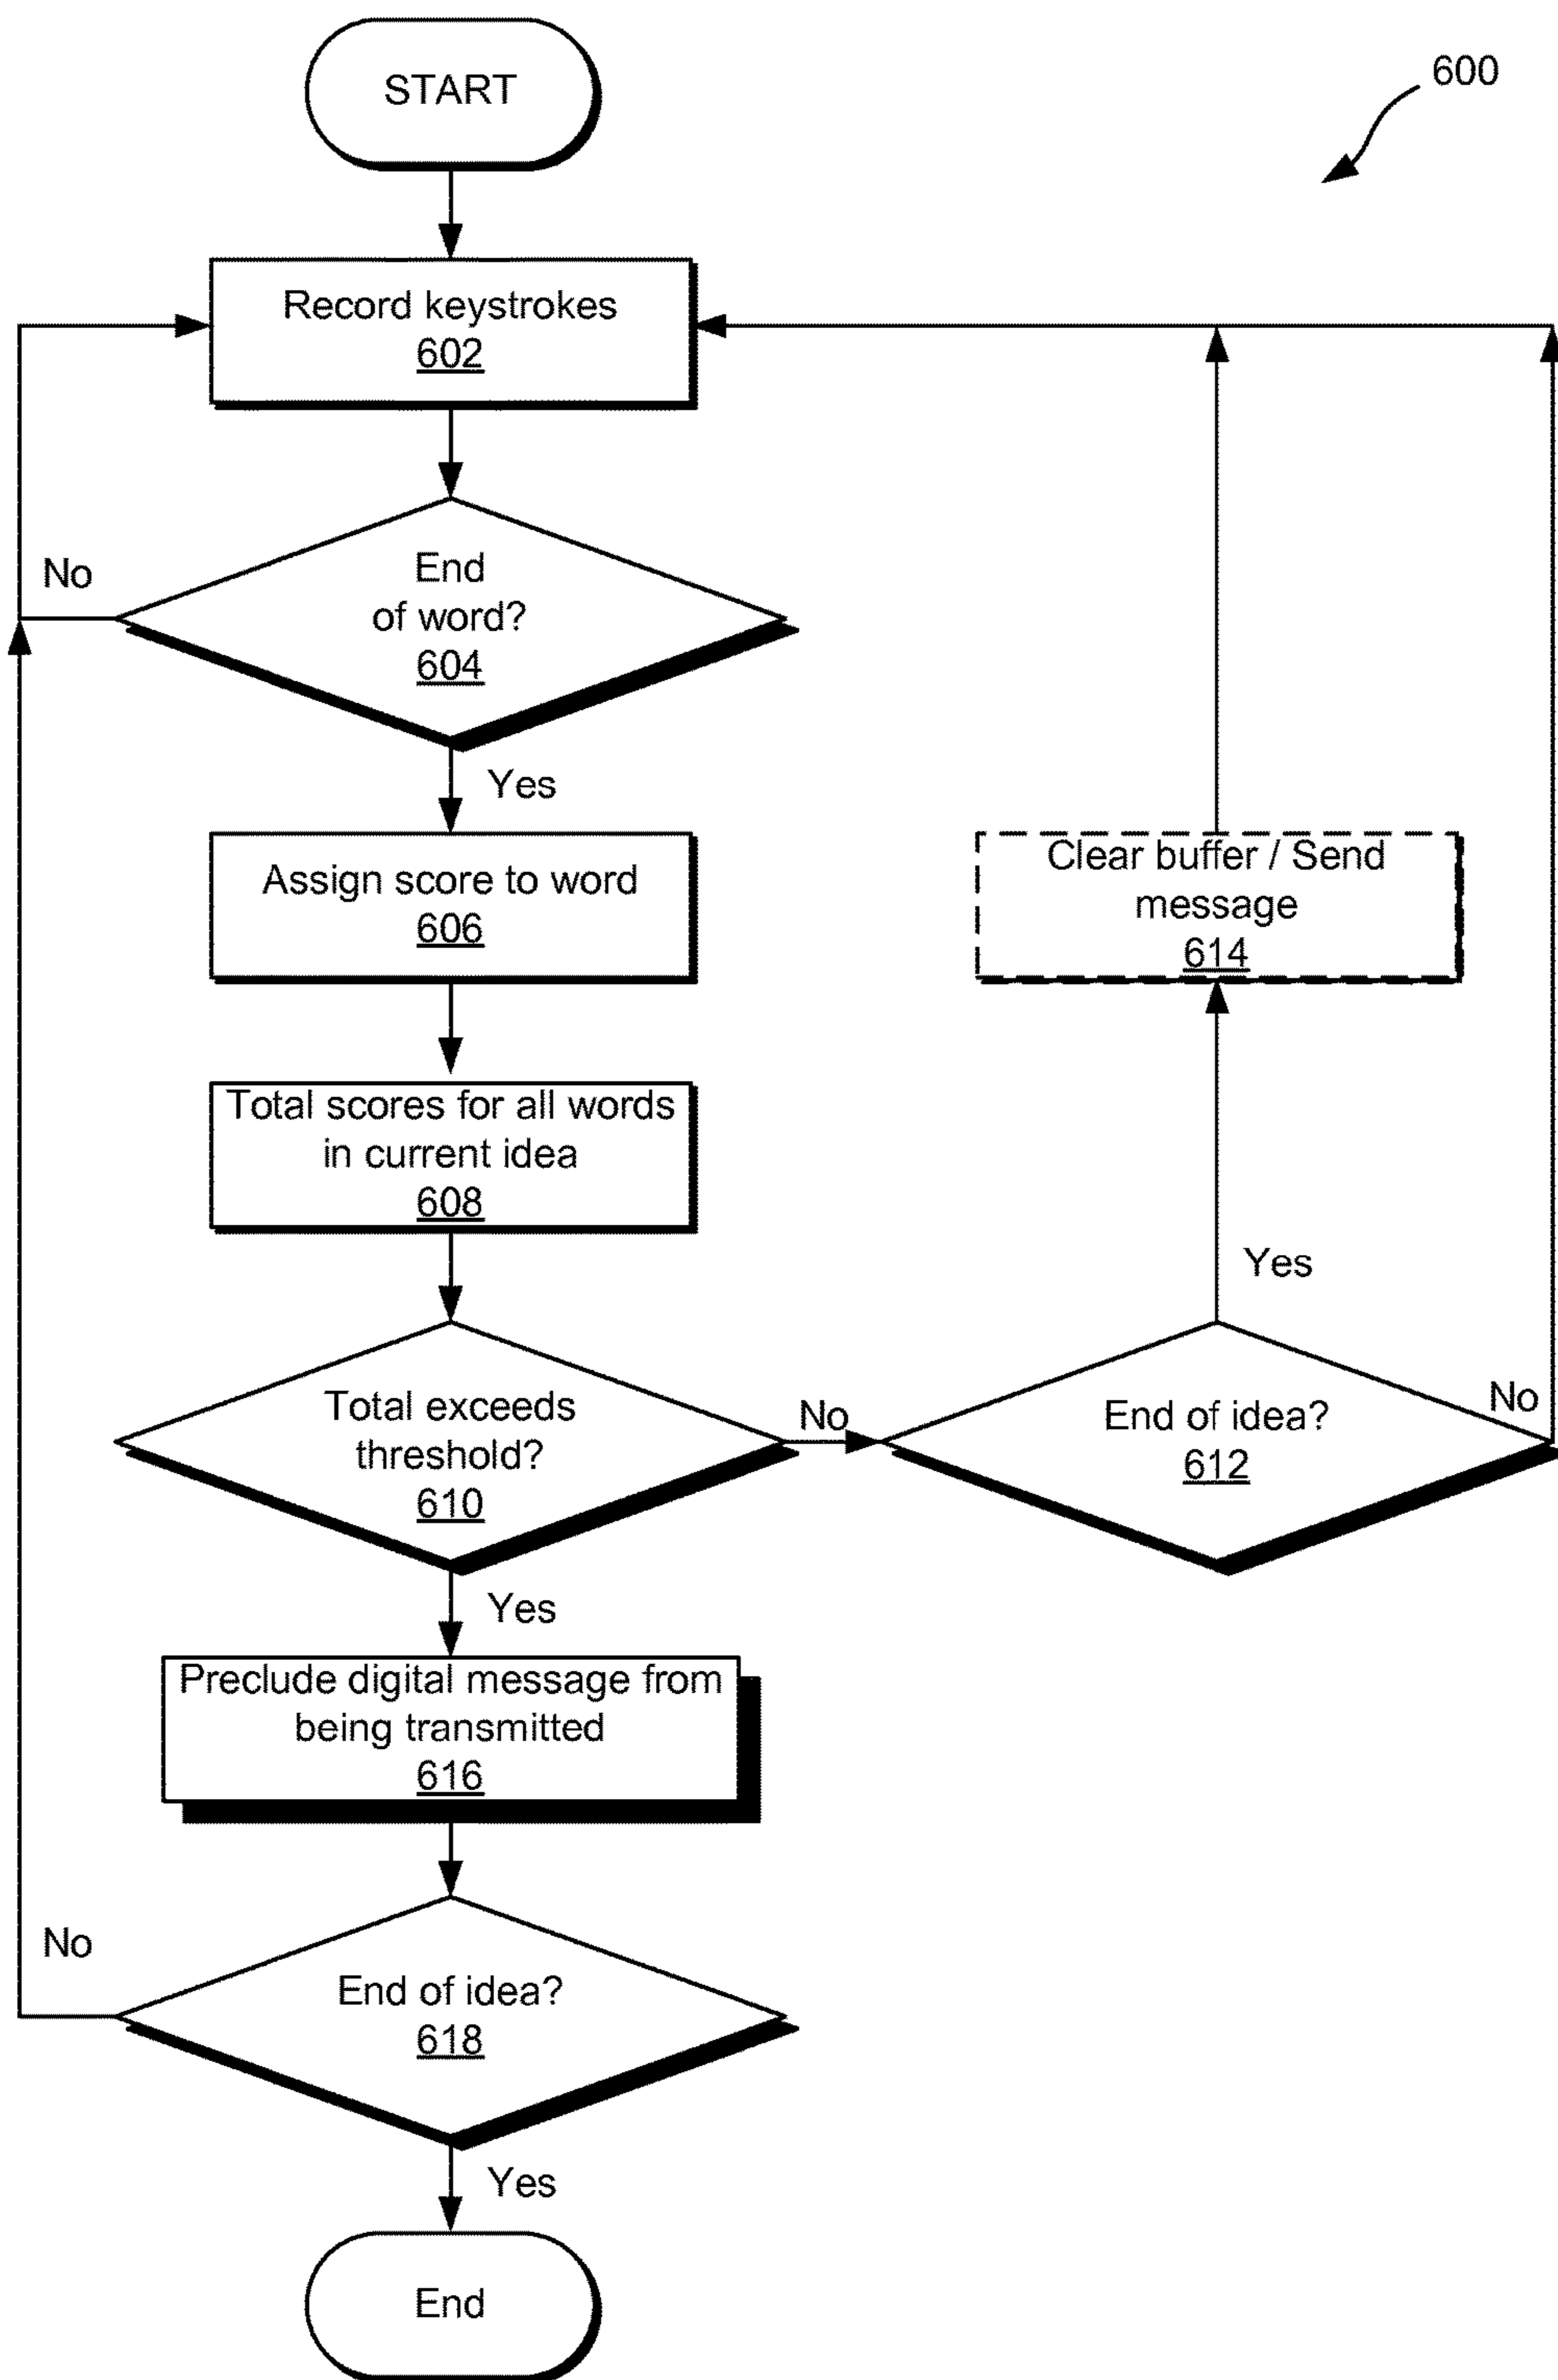 START
600
Record keystrokes
602
No
End
of word?
604
Yes
Assign score to word
606
Clear buffer / Send
message
614
Total scores for all words
in current idea
608
Yes
Total exceeds
threshold?
610
No
End of idea?
612
No
Yes
Preclude digital message from
being transmitted
616
No
End of idea?
618
Yes
End